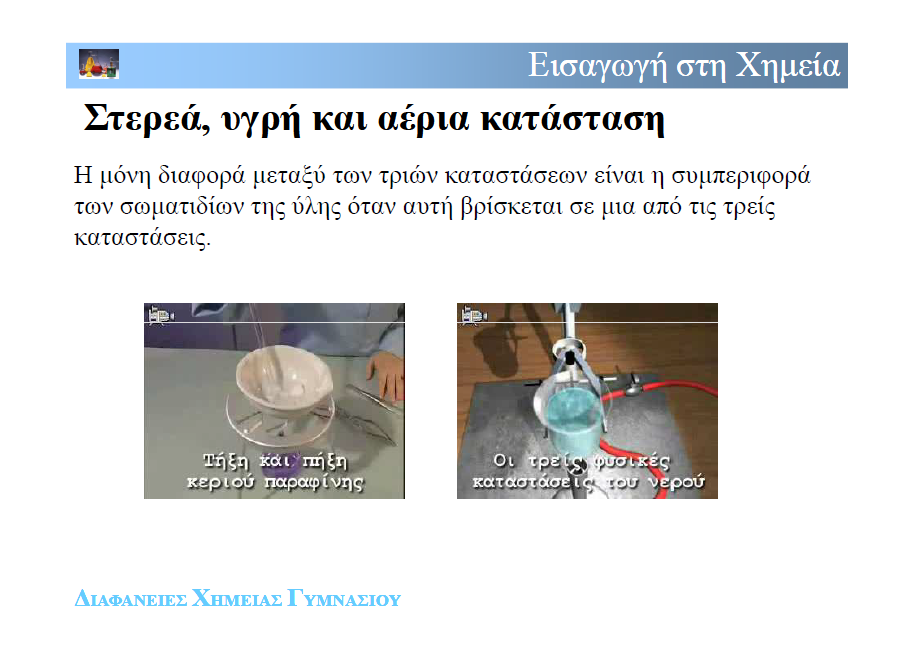 Εισαγωγή στη Χημεία
Στερεά, υγρή και αέρια κατάσταση
Η μόνη διαφορά μεταξύ των τριών καταστάσεων είναι η συμπεριφορά
των σωματιδίων της ύλης όταν αυτή βρίσκεται σε μια από τις τρείς
καταστάσεις.
Τήξη και πήξη
κεριού παραφίνης
Οι τρείς φυσικές
καταστάσεις του νερού
ΔΙΑΦΑΝΕΙΕΣ ΧΗΜΕΙΑΣ ΓΥΜΝΑΣΙΟΥ